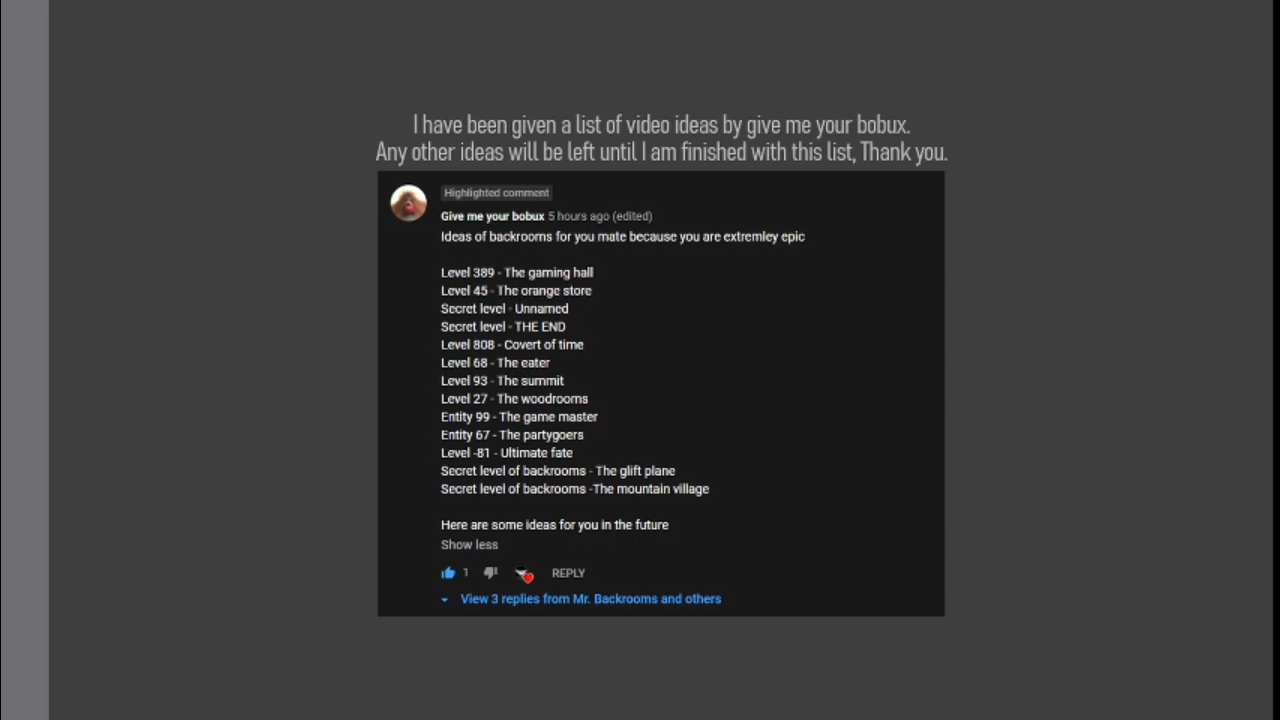 I have been given a list of video ideas by give me your bobux.
Any other ideas will be left until I am finished with this list, Thank you.
Highlighted comment
Give me your bobux 5 hours ago (edited)
Ideas of backrooms for you mate because you are extremley epic
Level 389 - The gaming hall
Level 45 - The orange store
Secret level - Unnamed
Secret level - THE END
Level 808 - Covert of time
Level 68 - The eater
Level 93 - The summit
Level 27 - The woodrooms
Entity 99 - The game master
Entity 67 - The partygoers
Level -81 - Ultimate fate
Secret level of backrooms - The glift plane
Secret level of backrooms -The mountain village
Here are some ideas for you in the future
Show less
1 REPLY
View 3 replies from Mr. Backrooms and others